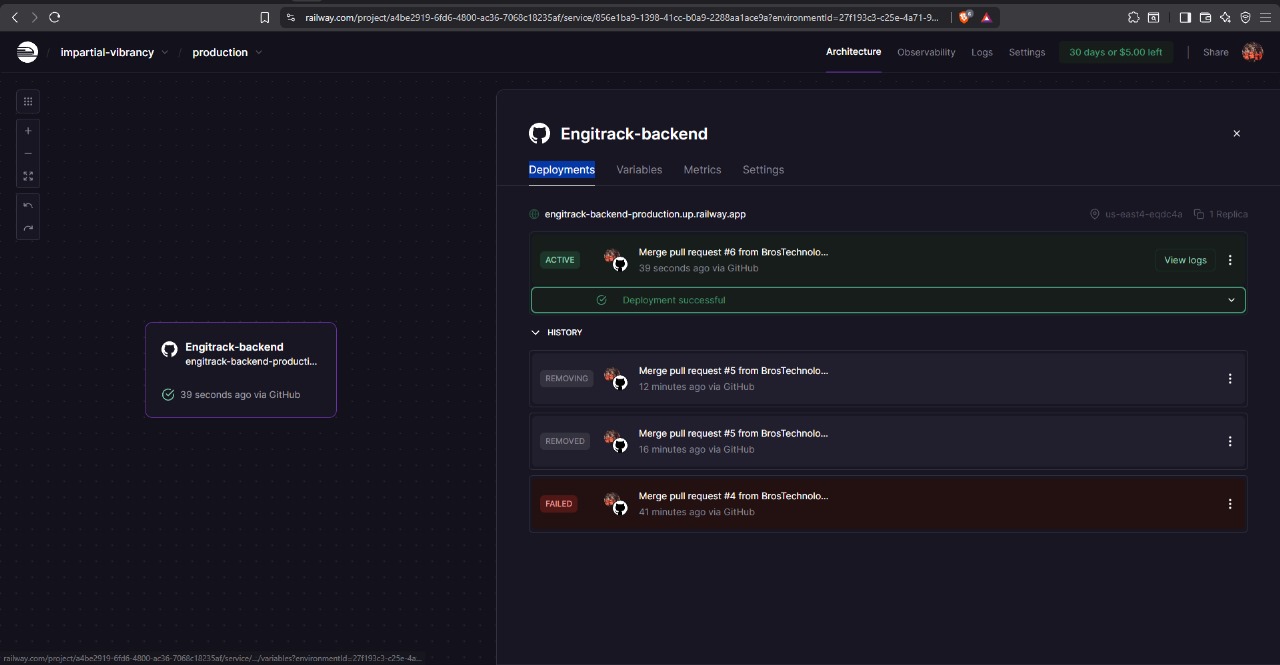 railway.com/project/a4be2919-6fd6-4800-ac36-7068c18235af/service/856e1ba9-1398-41cc-b0a9-2288aa1ace9a?environmentId=27f193c3-c25e-4a71-9...
impartial-vibrancy
production
Architecture
Observability
Logs
Settings
30 days or $5.00 left
Share
Engitrack-backend
Deployments
Variables
Metrics
Settings
engitrack-backend-production.up.railway.app
us-east4-eqdc4a
1 Replica
ACTIVE
Merge pull request #6 from BrosTechnolo...
39 seconds ago via GitHub
View logs
Deployment successful
HISTORY
REMOVING
Merge pull request #5 from BrosTechnolo...
12 minutes ago via GitHub
REMOVED
Merge pull request #5 from BrosTechnolo...
16 minutes ago via GitHub
FAILED
Merge pull request #4 from BrosTechnolo...
41 minutes ago via GitHub
Engitrack-backend
engitrack-backend-producti...
39 seconds ago via GitHub
railway.com/project/a4be2919-6fd6-4800-ac36-7068c18235af/service/.../variables?environmentId=27f193c3-c25e-4a...